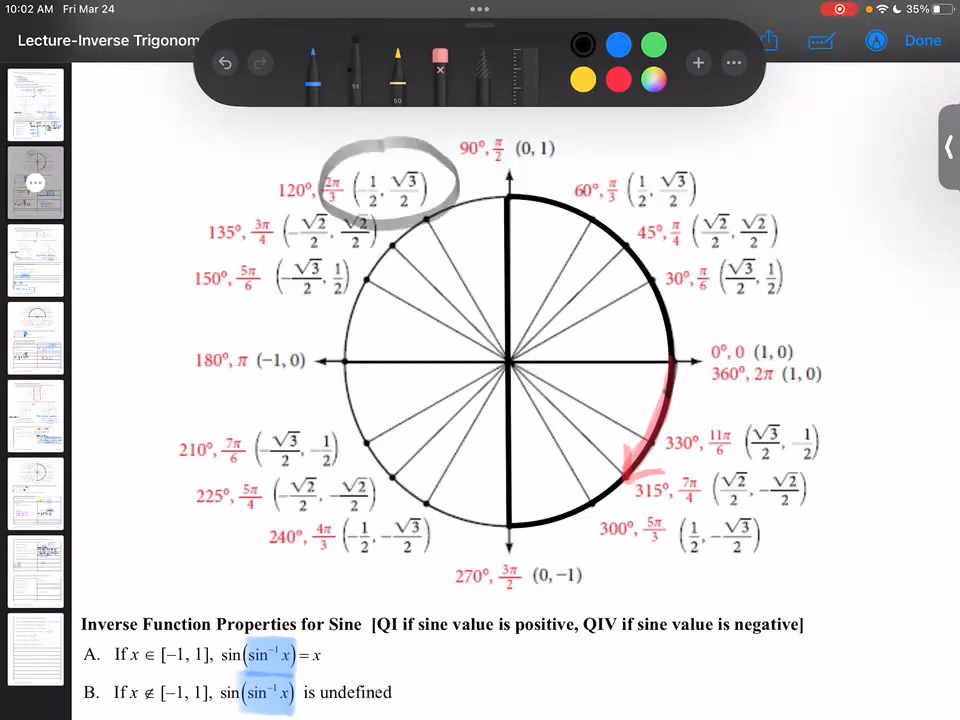 10:02 AM Fri Mar 24
35%
Lecture-Inverse Trigonom
Done
90°, π/2 (0, 1)
120°, 2π/3 (-1/2, √3/2)
60°, π/3 (1/2, √3/2)
135°, 3π/4 (-√2/2, √2/2)
45°, π/4 (√2/2, √2/2)
150°, 5π/6 (-√3/2, 1/2)
30°, π/6 (√3/2, 1/2)
180°, π (−1, 0)
0°, 0 (1, 0)
360°, 2π (1, 0)
210°, 7π/6 (-√3/2, -1/2)
330°, 11π/6 (√3/2, -1/2)
225°, 5π/4 (-√2/2, -√2/2)
315°, 7π/4 (√2/2, -√2/2)
240°, 4π/3 (-1/2, -√3/2)
300°, 5π/3 (1/2, -√3/2)
270°, 3π/2 (0, −1)
Inverse Function Properties for Sine [QI if sine value is positive, QIV if sine value is negative]
A. If x ∈ [−1, 1], sin(sin⁻¹ x) = x
B. If x ∉ [−1, 1], sin(sin⁻¹ x) is undefined